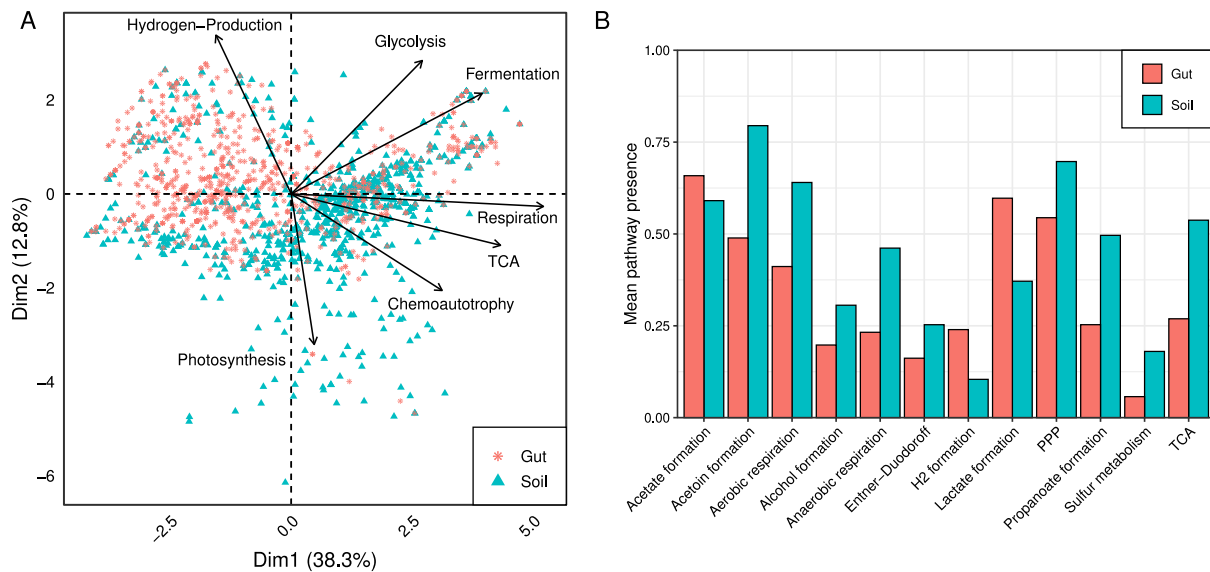 A
Hydrogen−Production
Glycolysis
Fermentation
Respiration
TCA
Chemoautotrophy
Photosynthesis
2
0
−2
−4
−6
Dim2 (12.8%)
−2.5
0.0
2.5
5.0
Dim1 (38.3%)
Gut
Soil
B
1.00
0.75
0.50
0.25
0.00
Mean pathway presence
Gut
Soil
Acetate formation
Acetoin formation
Aerobic respiration
Alcohol formation
Anaerobic respiration
Entner−Duodoroff
H2 formation
Lactate formation
PPP
Propanoate formation
Sulfur metabolism
TCA